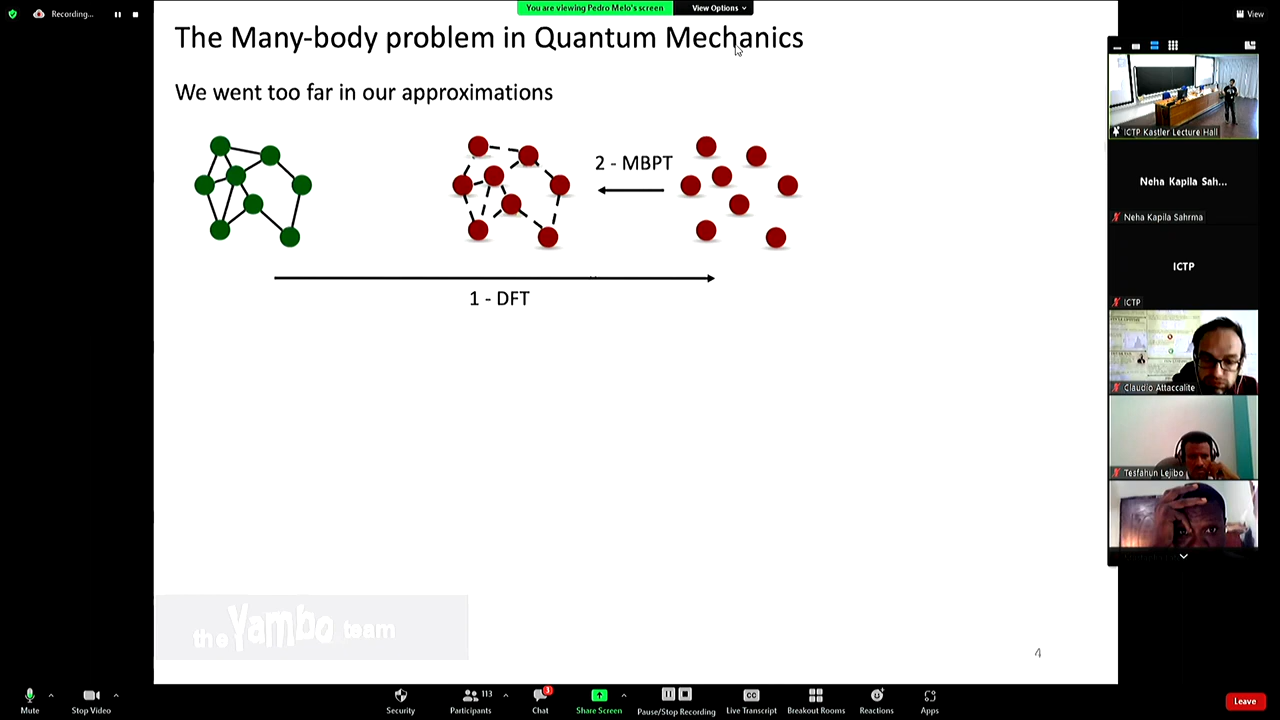 Recording...
You are viewing Pedro Melo's screen
View Options
View
The Many-body problem in Quantum Mechanics
We went too far in our approximations
2 - MBPT
1 - DFT
the Yambo team
4
ICTP Kastler Lecture Hall
Neha Kapila Sah...
Neha Kapila Sahrma
ICTP
ICTP
Claudio Attaccalite
Tesfahun Lejibo
Mute
Stop Video
Security
Participants
113
Chat
3
Share Screen
Pause/Stop Recording
CC
Live Transcript
Breakout Rooms
Reactions
Apps
Leave